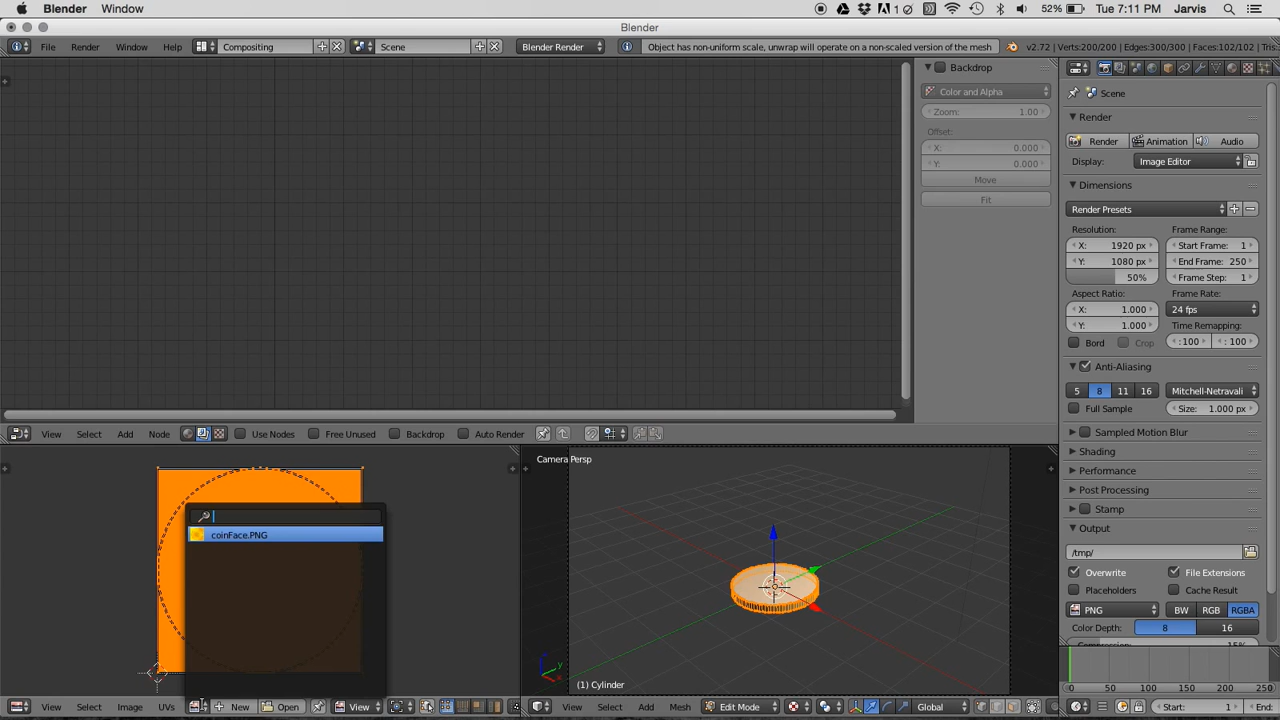 Blender Window 52% Tue 7:11 PM Jarvis
Blender
File Render Window Help Compositing Scene Blender Render Object has non-uniform scale, unwrap will operate on a non-scaled version of the mesh v2.72 | Verts:200/200 | Edges:300/300 | Faces:102/102 | Tris:
Backdrop
Color and Alpha
Zoom: 1.00
Offset:
X: 0.000
Y: 0.000
Move
Fit
Scene
Render
Render Animation Audio
Display: Image Editor
Dimensions
Render Presets
Resolution: Frame Range:
X: 1920 px Start Frame: 1
Y: 1080 px End Frame: 250
50% Frame Step: 1
Aspect Ratio: Frame Rate:
X: 1.000 24 fps
Y: 1.000 Time Remapping:
Bord Crop :100 :100
Anti-Aliasing
5 8 11 16 Mitchell-Netravali
Full Sample Size: 1.000 px
Sampled Motion Blur
Shading
Performance
Post Processing
Stamp
Output
/tmp/
Overwrite File Extensions
Placeholders Cache Result
PNG BW RGB RGBA
Color Depth: 8 16
View Select Add Node Use Nodes Free Unused Backdrop Auto Render
coinFace.PNG
Camera Persp
(1) Cylinder
View Select Image UVs New Open View
View Select Add Mesh Edit Mode Global
0 50 100 150 200 250
Start: 1 End: